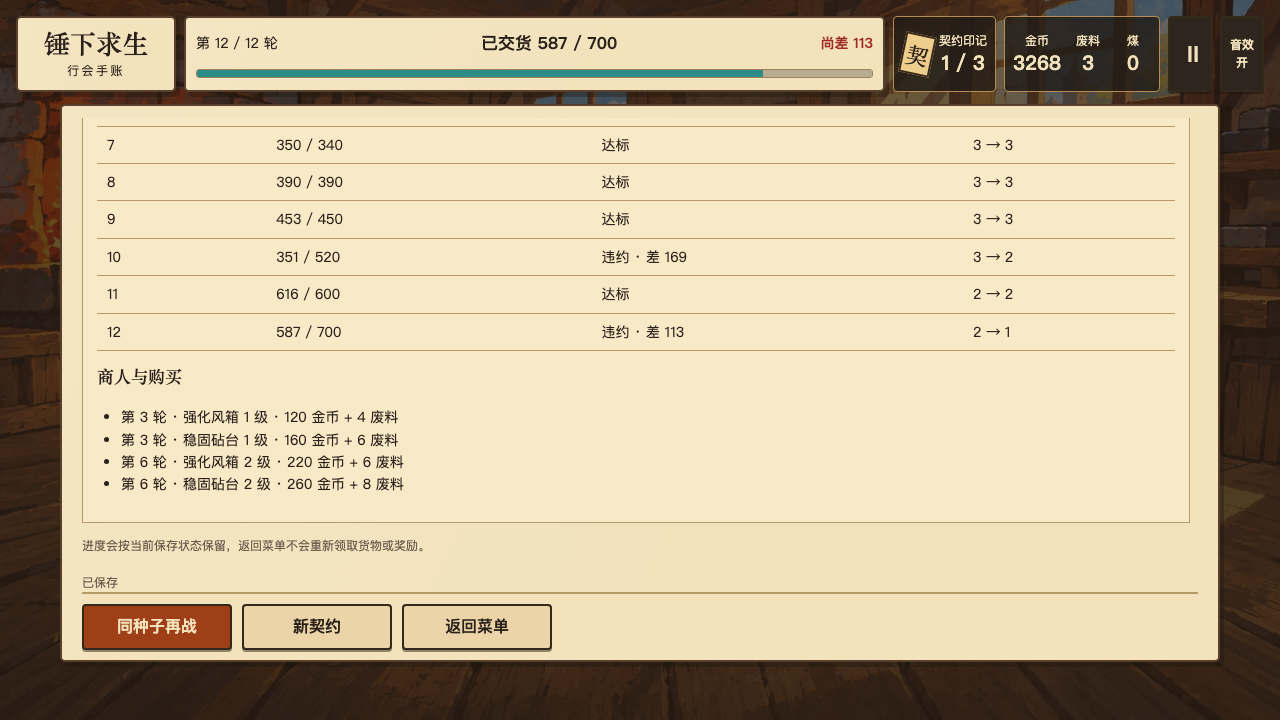 锤下求生
行会手账
第 12 / 12 轮
已交货 587 / 700
尚差 113
契
契约印记
1 / 3
金币 废料 煤
3268 3 0
II
音效
开
7 350 / 340 达标 3 → 3
8 390 / 390 达标 3 → 3
9 453 / 450 达标 3 → 3
10 351 / 520 违约 · 差 169 3 → 2
11 616 / 600 达标 2 → 2
12 587 / 700 违约 · 差 113 2 → 1
商人与购买
• 第 3 轮 · 强化风箱 1 级 · 120 金币 + 4 废料
• 第 3 轮 · 稳固砧台 1 级 · 160 金币 + 6 废料
• 第 6 轮 · 强化风箱 2 级 · 220 金币 + 6 废料
• 第 6 轮 · 稳固砧台 2 级 · 260 金币 + 8 废料
进度会按当前保存状态保留，返回菜单不会重新领取货物或奖励。
已保存
同种子再战 新契约 返回菜单